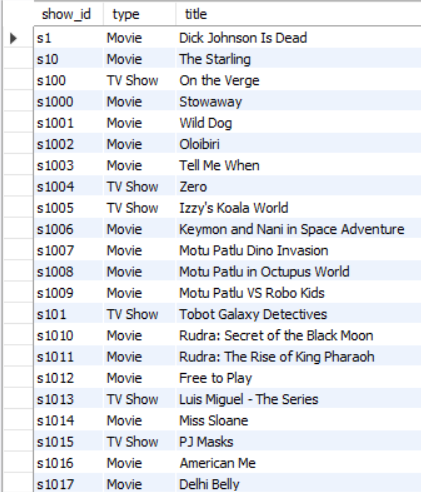 show_id type title
s1 Movie Dick Johnson Is Dead
s10 Movie The Starling
s100 TV Show On the Verge
s1000 Movie Stowaway
s1001 Movie Wild Dog
s1002 Movie Oloibiri
s1003 Movie Tell Me When
s1004 TV Show Zero
s1005 TV Show Izzy's Koala World
s1006 Movie Keymon and Nani in Space Adventure
s1007 Movie Motu Patlu Dino Invasion
s1008 Movie Motu Patlu in Octupus World
s1009 Movie Motu Patlu VS Robo Kids
s101 TV Show Tobot Galaxy Detectives
s1010 Movie Rudra: Secret of the Black Moon
s1011 Movie Rudra: The Rise of King Pharaoh
s1012 Movie Free to Play
s1013 TV Show Luis Miguel - The Series
s1014 Movie Miss Sloane
s1015 TV Show PJ Masks
s1016 Movie American Me
s1017 Movie Delhi Belly